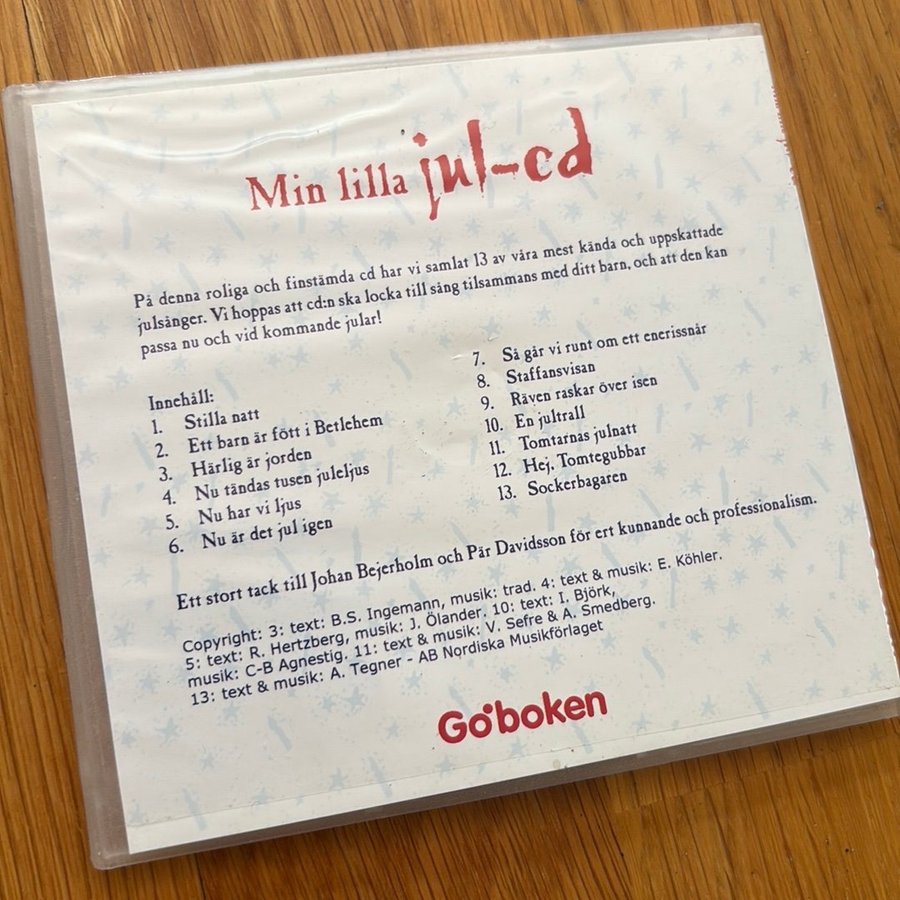 Min lilla jul-cd
På denna roliga och finstämda cd har vi samlat 13 av våra mest kända och uppskattade
julsånger. Vi hoppas att cd:n ska locka till sång tilsammans med ditt barn, och att den kan
passa nu och vid kommande jular!
Innehåll:
1. Stilla natt
2. Ett barn är fött i Betlehem
3. Härlig är jorden
4. Nu tändas tusen juleljus
5. Nu har vi ljus
6. Nu är det jul igen
7. Så går vi runt om ett enerissnår
8. Staffansvisan
9. Räven raskar över isen
10. En jultrall
11. Tomtarnas julnatt
12. Hej, Tomtegubbar
13. Sockerbagaren
Ett stort tack till Johan Bejerholm och Pär Davidsson för ert kunnande och professionalism.
Copyright: 3: text: B.S. Ingemann, musik: trad. 4: text & musik: E. Köhler.
5: text: R. Hertzberg, musik: J. Ölander. 10: text: I. Björk,
musik: C-B Agnestig. 11: text & musik: V. Sefre & A. Smedberg.
13: text & musik: A. Tegner - AB Nordiska Musikförlaget
Göboken